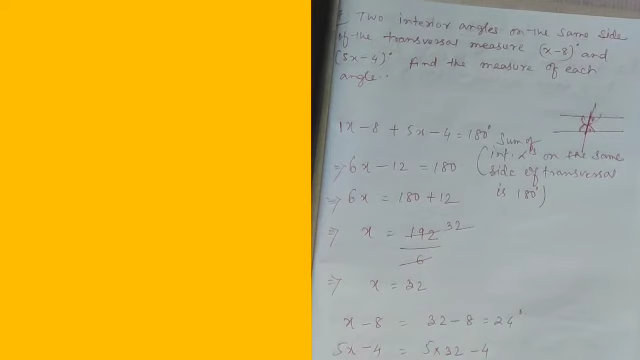 Two interior angles on the same side
of the transversal measure (x-8)° and
(5x-4)° find the measure of each
angle..
1x-8 + 5x-4 = 180°
⇒ 6x-12 = 180
(Sum of
int. ∠s on the same
side of transversal
is 180°)
⇒ 6x = 180+12
⇒ x = 192 32
6
⇒ x = 32
x-8 = 32-8 = 24°
5x-4 = 5×32-4